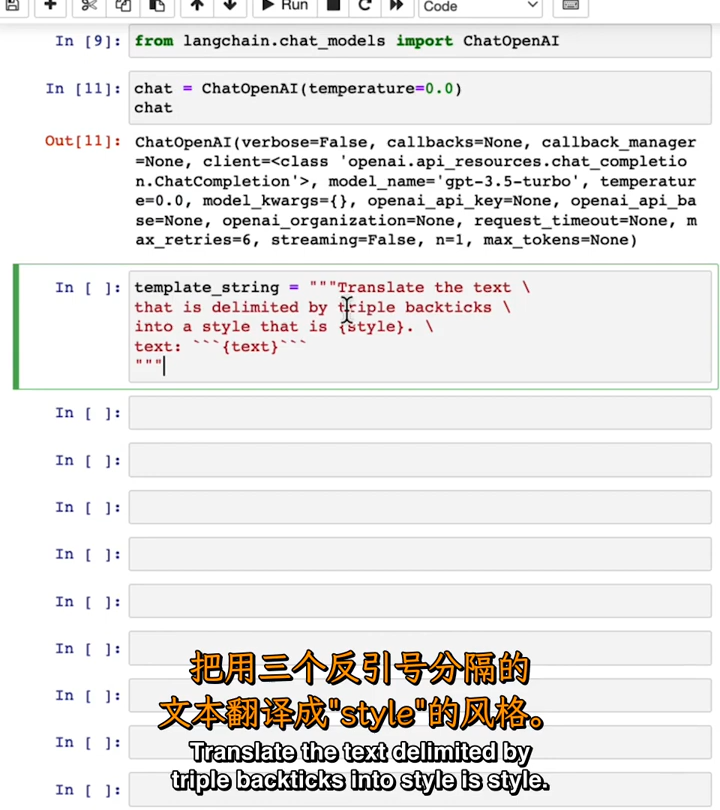 Run
Code
In [9]: from langchain.chat_models import ChatOpenAI
In [11]: chat = ChatOpenAI(temperature=0.0)
chat
Out[11]: ChatOpenAI(verbose=False, callbacks=None, callback_manager
=None, client=<class 'openai.api_resources.chat_completio
n.ChatCompletion'>, model_name='gpt-3.5-turbo', temperatur
e=0.0, model_kwargs={}, openai_api_key=None, openai_api_ba
se=None, openai_organization=None, request_timeout=None, m
ax_retries=6, streaming=False, n=1, max_tokens=None)
In [ ]: template_string = """Translate the text \
that is delimited by triple backticks \
into a style that is {style}. \
text: ```{text}```
"""
In [ ]:
In [ ]:
In [ ]:
In [ ]:
In [ ]:
In [ ]:
In [ ]:
In [ ]:
In [ ]:
把用三个反引号分隔的
文本翻译成"style"的风格。
Translate the text delimited by
triple backticks into style is style.